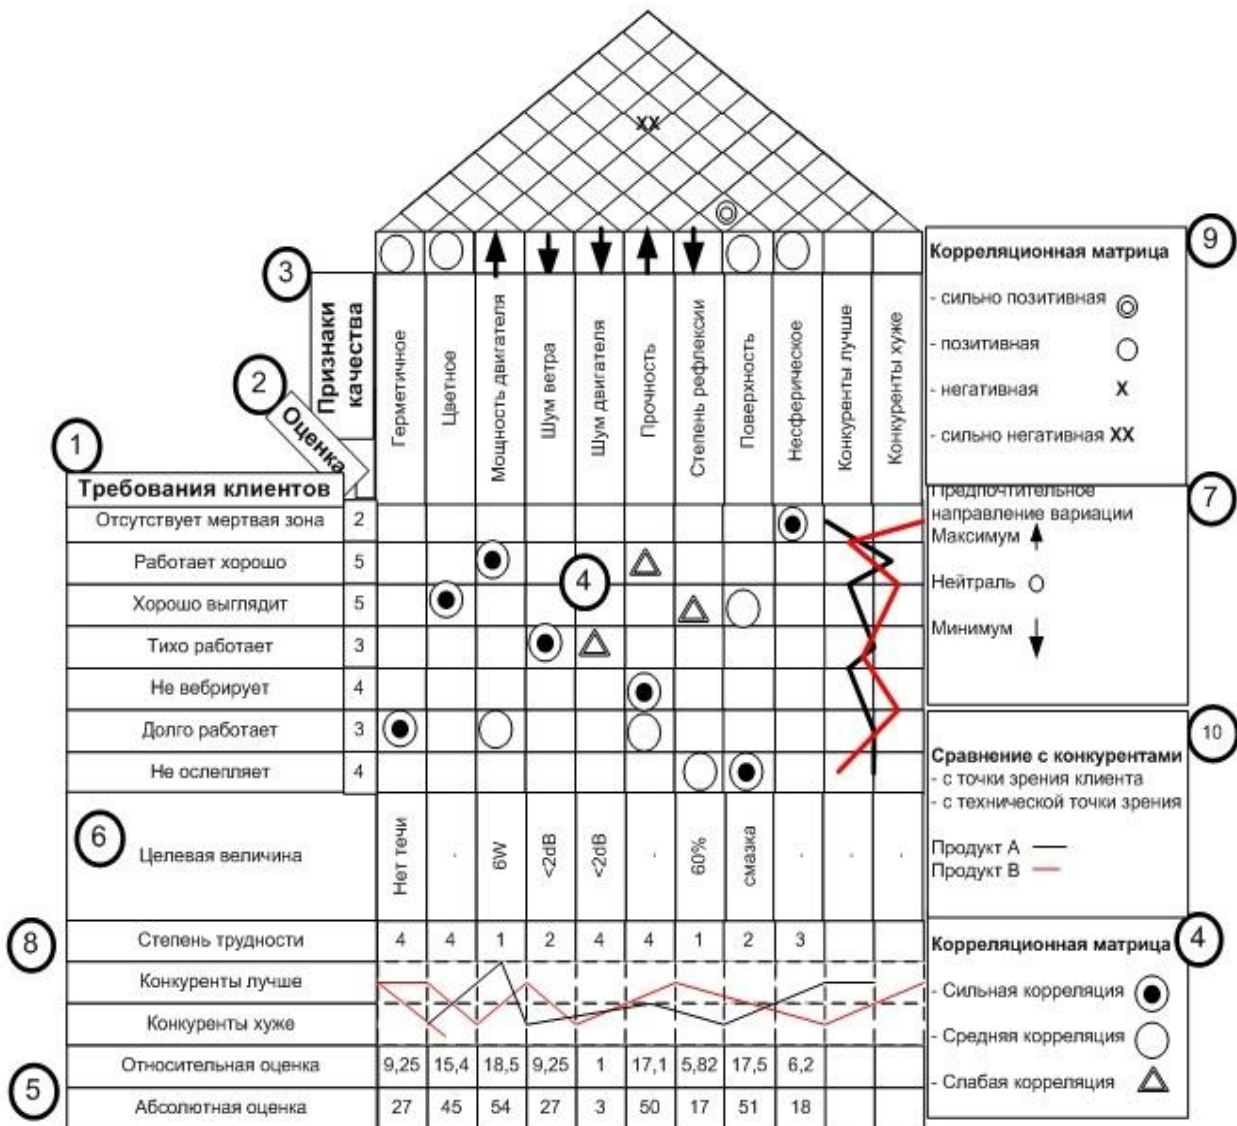 XX
3
Признаки
качества
2
Оценка
1
Герметичное
Цветное
Мощность двигателя
Шум ветра
Шум двигателя
Прочность
Степень рефлексии
Поверхность
Несферическое
Конкуренты лучше
Конкуренты хуже
Требования клиентов
Отсутствует мертвая зона 2
Работает хорошо 5
4
Хорошо выглядит 5
Тихо работает 3
Не вебрирует 4
Долго работает 3
Не ослепляет 4
6
Целевая величина
Нет течи
.
6W
<2dB
<2dB
.
60%
смазка
.
.
.
8
Степень трудности 4 4 1 2 4 4 1 2 3
Конкуренты лучше
Конкуренты хуже
Относительная оценка 9,25 15,4 18,5 9,25 1 17,1 5,82 17,5 6,2
5
Абсолютная оценка 27 45 54 27 3 50 17 51 18
9
Корреляционная матрица
- сильно позитивная
- позитивная
- негативная X
- сильно негативная XX
7
Предпочтительное
направление вариации
Максимум
Нейтраль
Минимум
10
Сравнение с конкурентами
- с точки зрения клиента
- с технической точки зрения
Продукт А
Продукт В
4
Корреляционная матрица
- Сильная корреляция
- Средняя корреляция
- Слабая корреляция